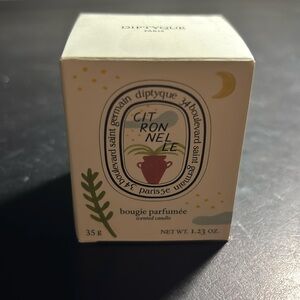 DIPTYQUE
PARIS
34 boulevard saint germain diptyque 34 boulevard saint germain paris5e
CIT
RON
NEL
LE
bougie parfumée
scented candle
35 g
NET WT. 1.23 OZ.